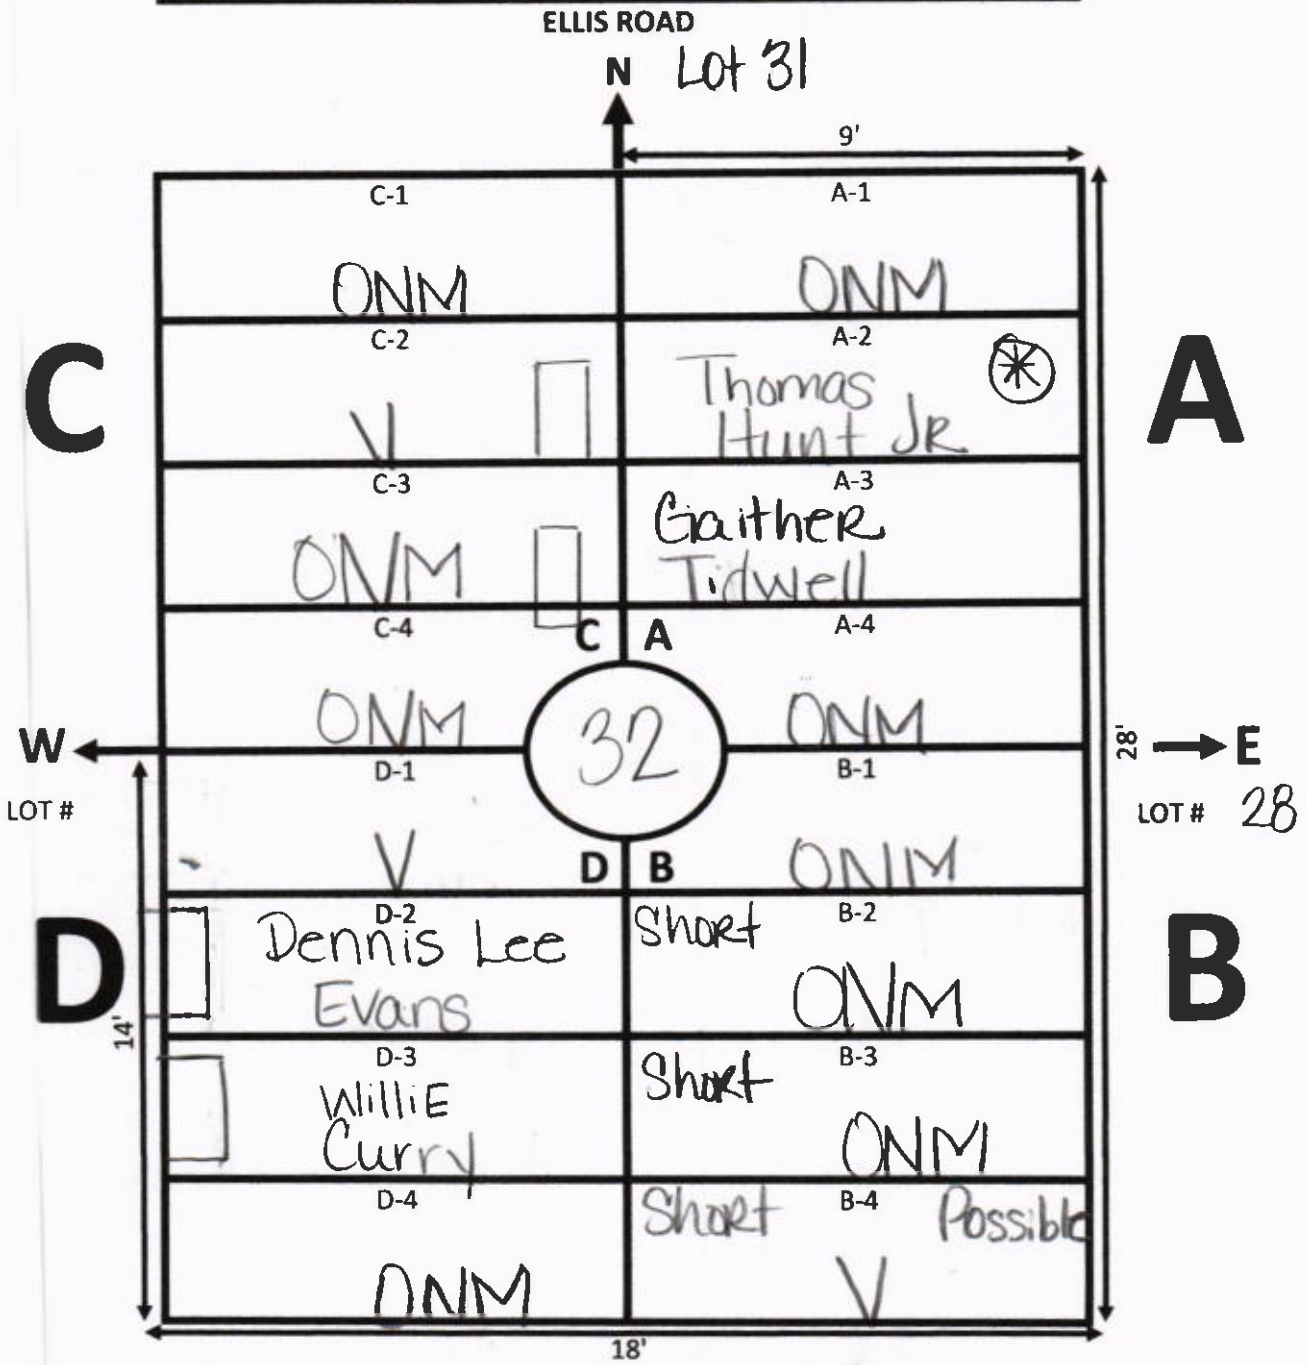 ELLIS ROAD
N Lot 31
9'
C-1 A-1
ONM ONM
C-2 A-2
V Thomas
Hunt JR
C-3 A-3
ONM Gaither
Tidwell
C-4 C A A-4
ONM ONM
C A
W 32 28' E
D-1 B-1
LOT # LOT # 28
V D B ONM
D-2 B-2
Dennis Lee Short
Evans ONM
D B
14'
D-3 B-3
Willie Short
Curry ONM
D-4 B-4
Short Possible
ONM V
18'